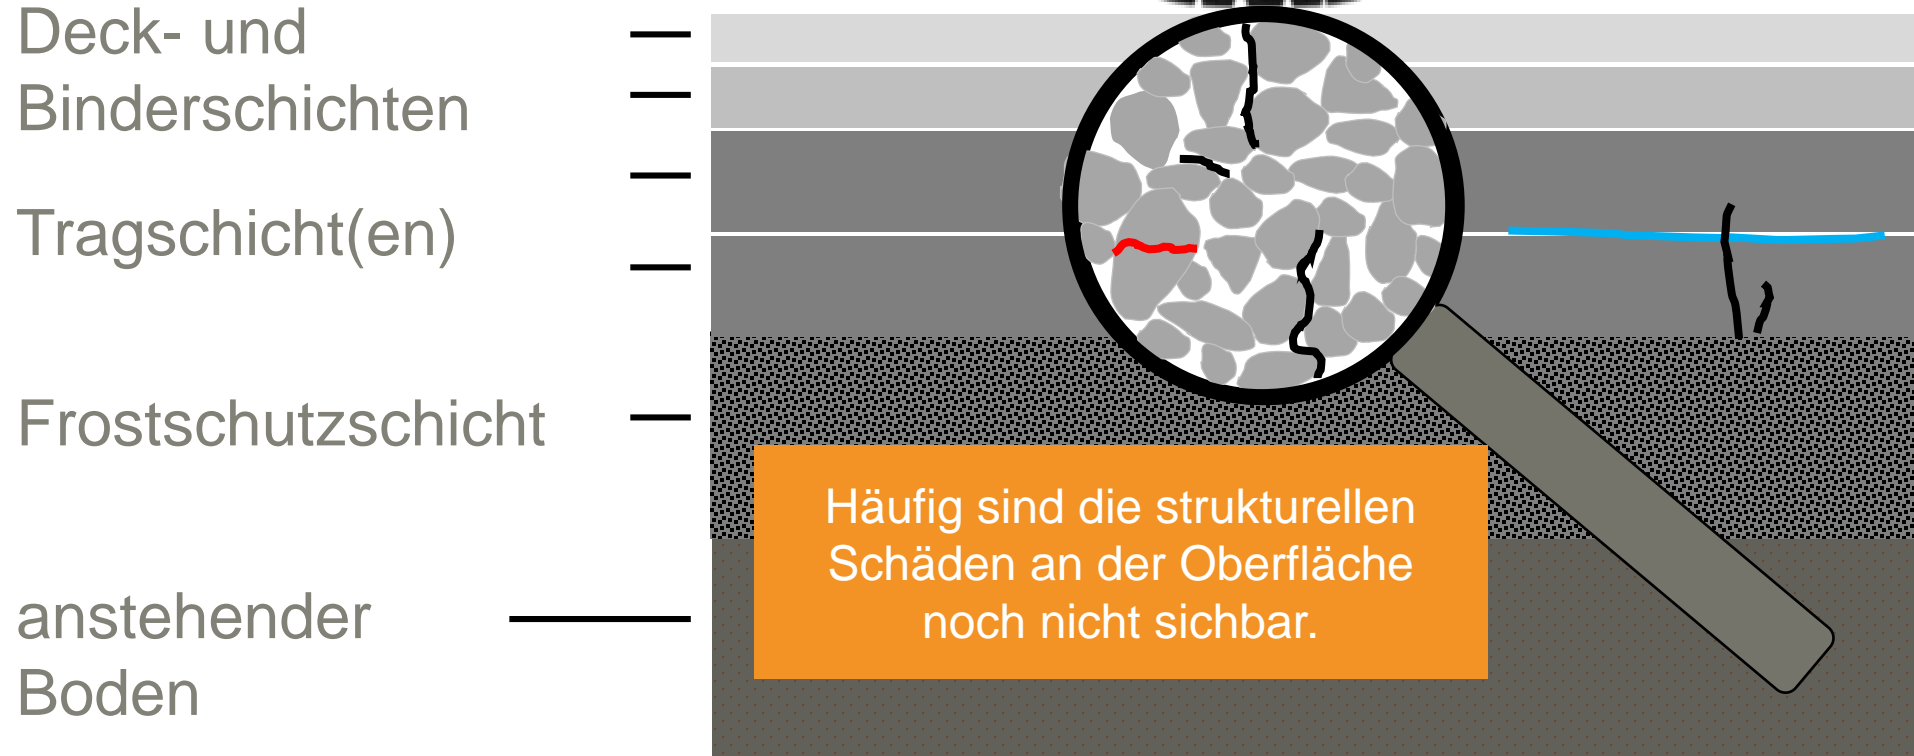 Deck- und
Binderschichten
Tragschicht(en)
Frostschutzschicht
anstehender
Boden
Häufig sind die strukturellen
Schäden an der Oberfläche
noch nicht sichbar.